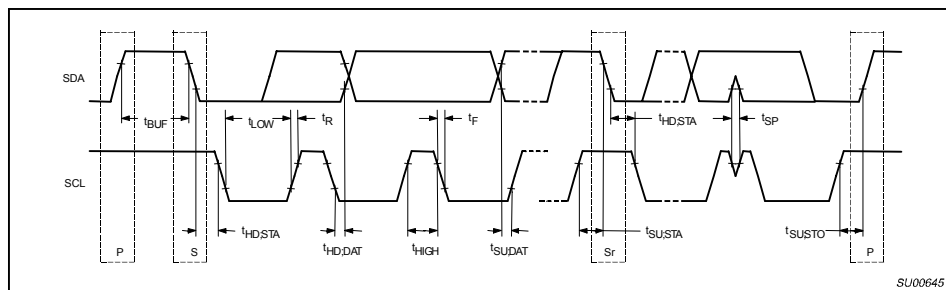 SDA
tBUF
tLOW
tR
tF
tHD;STA
tSP
SCL
tHD;STA
tHD;DAT
tHIGH
tSU;DAT
tSU;STA
tSU;STO
P
S
Sr
P
SU00645